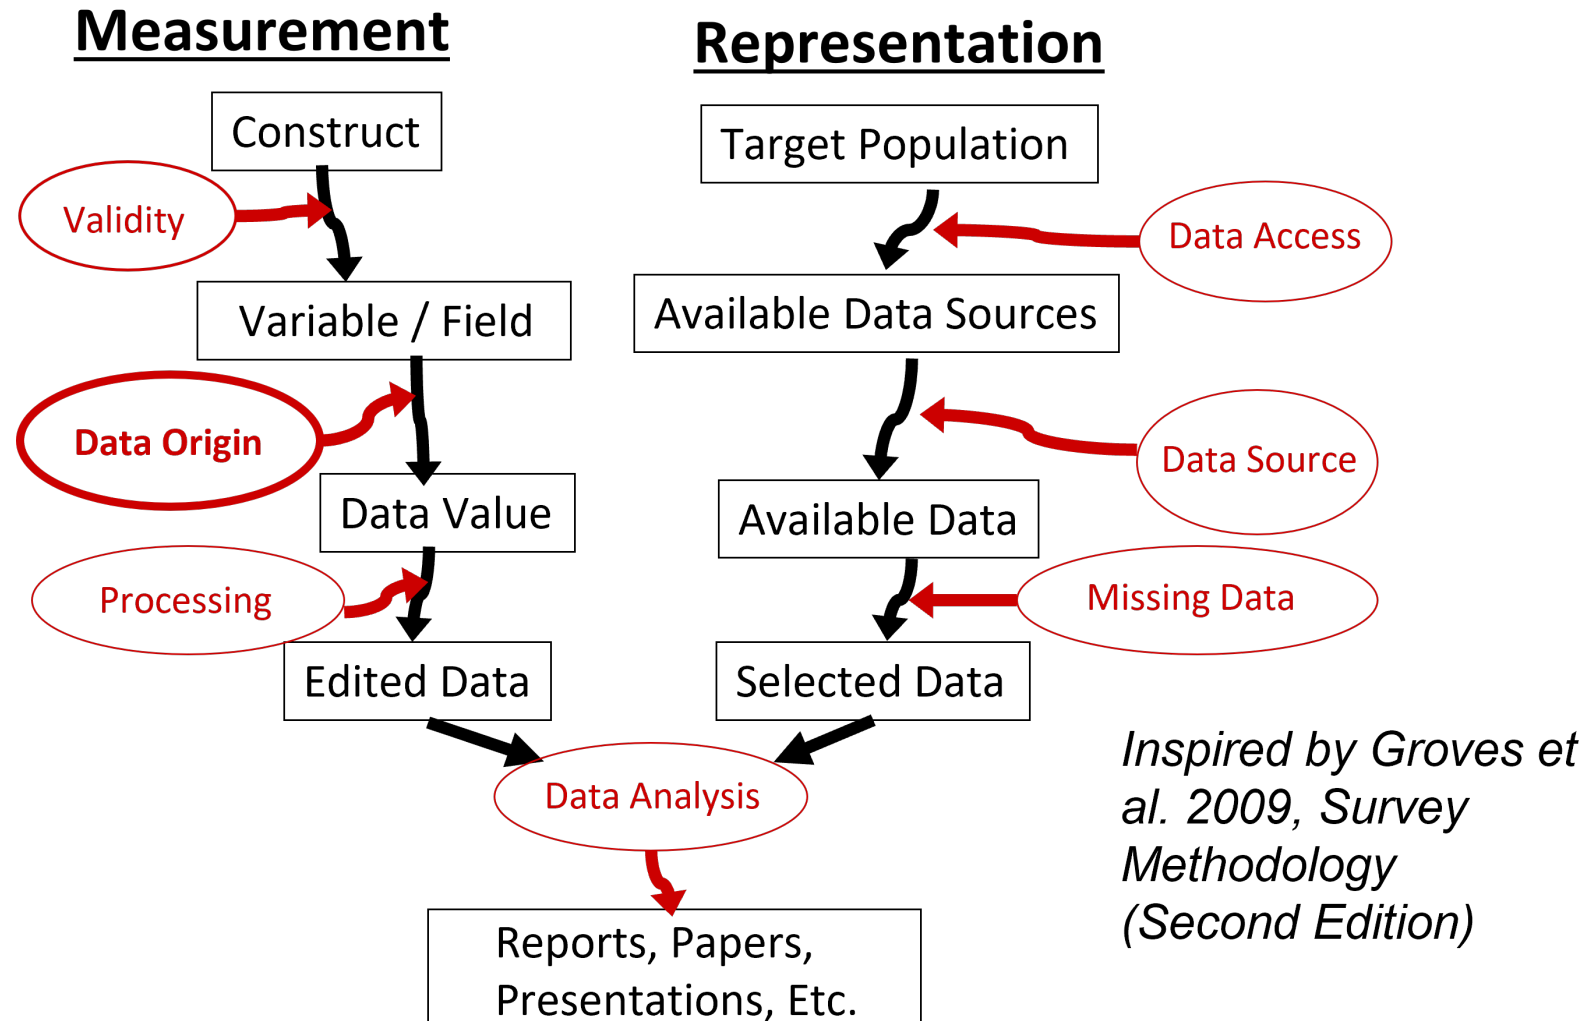 Measurement
Representation
Construct
Target Population
Validity
Data Access
Variable / Field
Available Data Sources
Data Origin
Data Source
Data Value
Available Data
Processing
Missing Data
Edited Data
Selected Data
Data Analysis
Inspired by Groves et
al. 2009, Survey
Methodology
(Second Edition)
Reports, Papers,
Presentations, Etc.